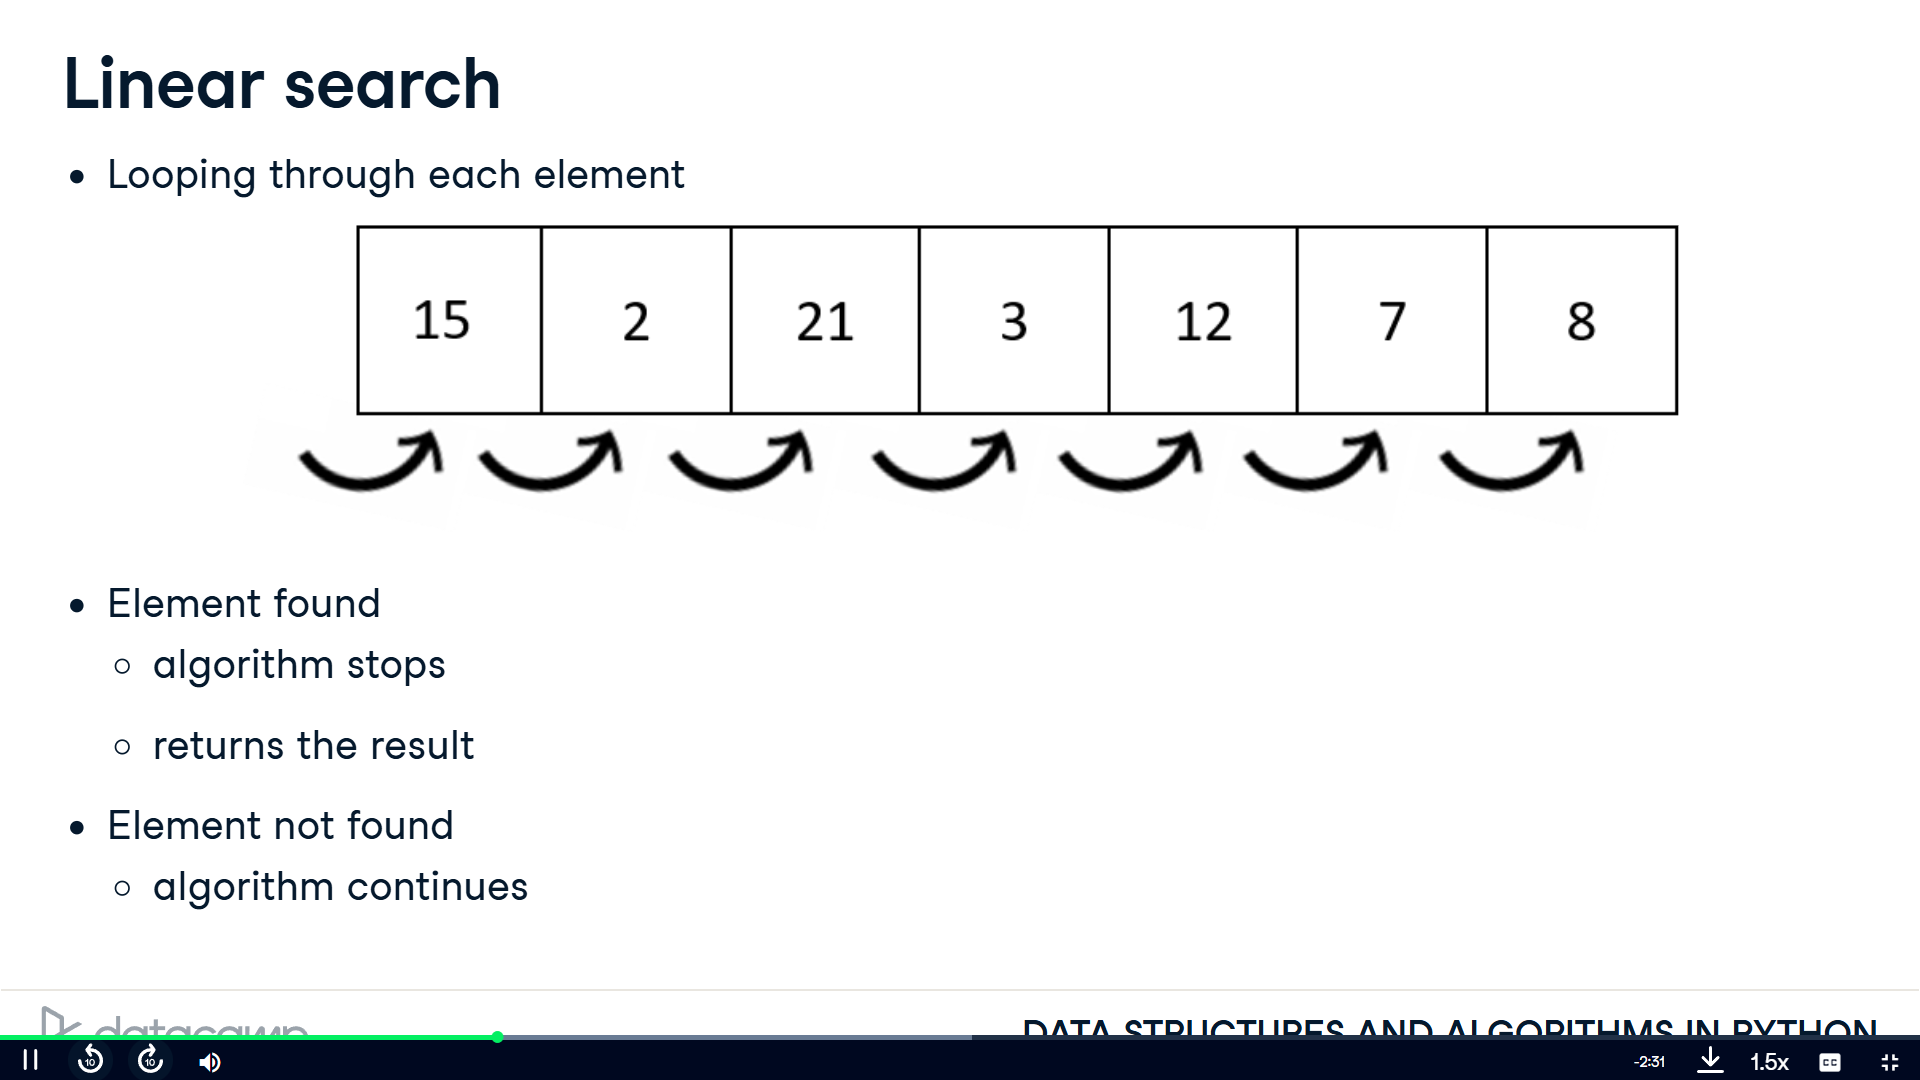 Linear search
• Looping through each element
15 2 21 3 12 7 8
• Element found
○ algorithm stops
○ returns the result
• Element not found
○ algorithm continues
datacamp
DATA STRUCTURES AND ALGORITHMS IN PYTHON
10 10 -2:31 1.5x CC